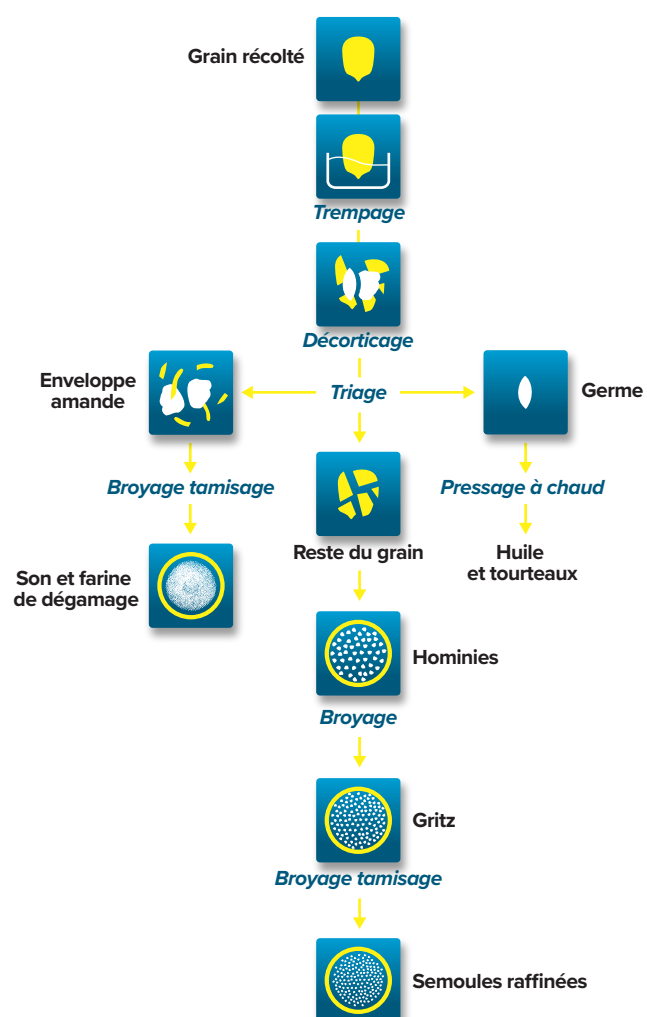 Grain récolté
Trempage
Décorticage
Enveloppe
amande
Triage
Germe
Broyage tamisage
Pressage à chaud
Reste du grain
Huile
et tourteaux
Son et farine
de dégamage
Hominies
Broyage
Gritz
Broyage tamisage
Semoules raffinées